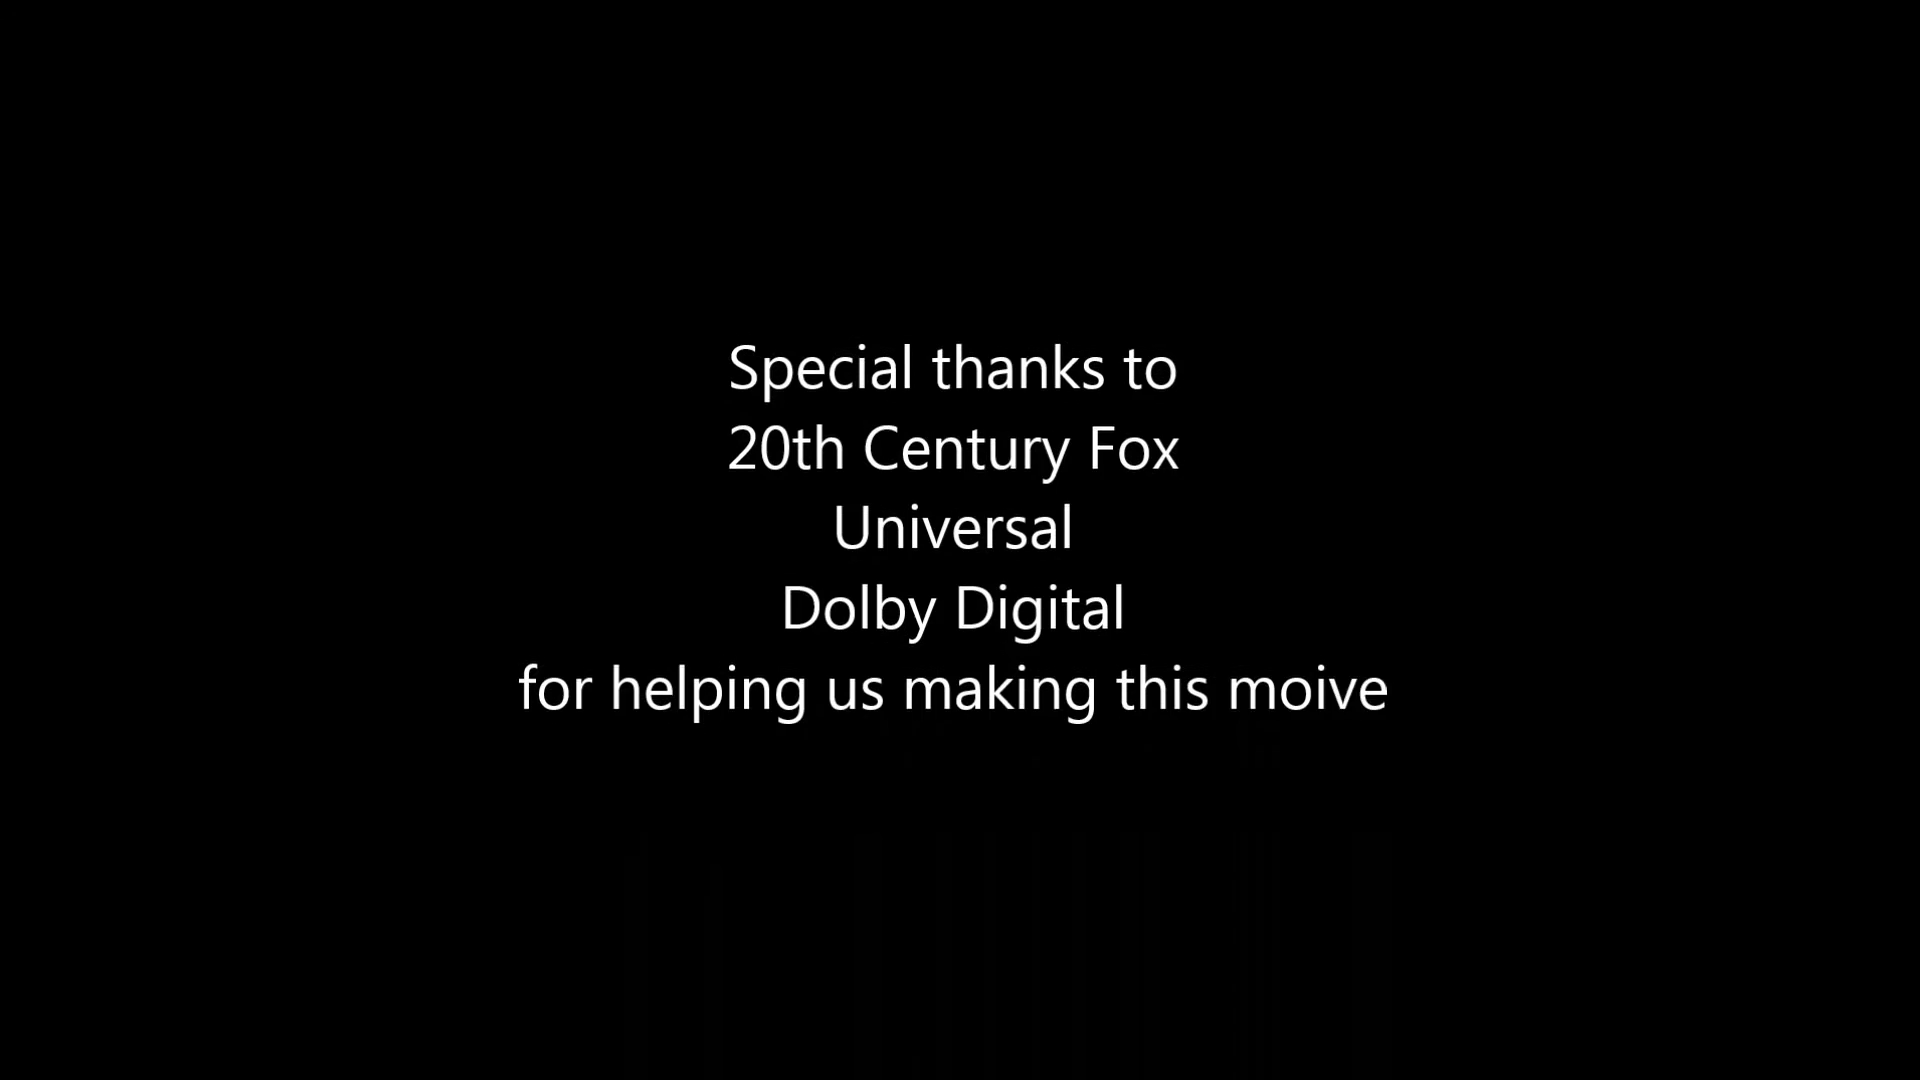 Special thanks to
20th Century Fox
Universal
Dolby Digital
for helping us making this moive